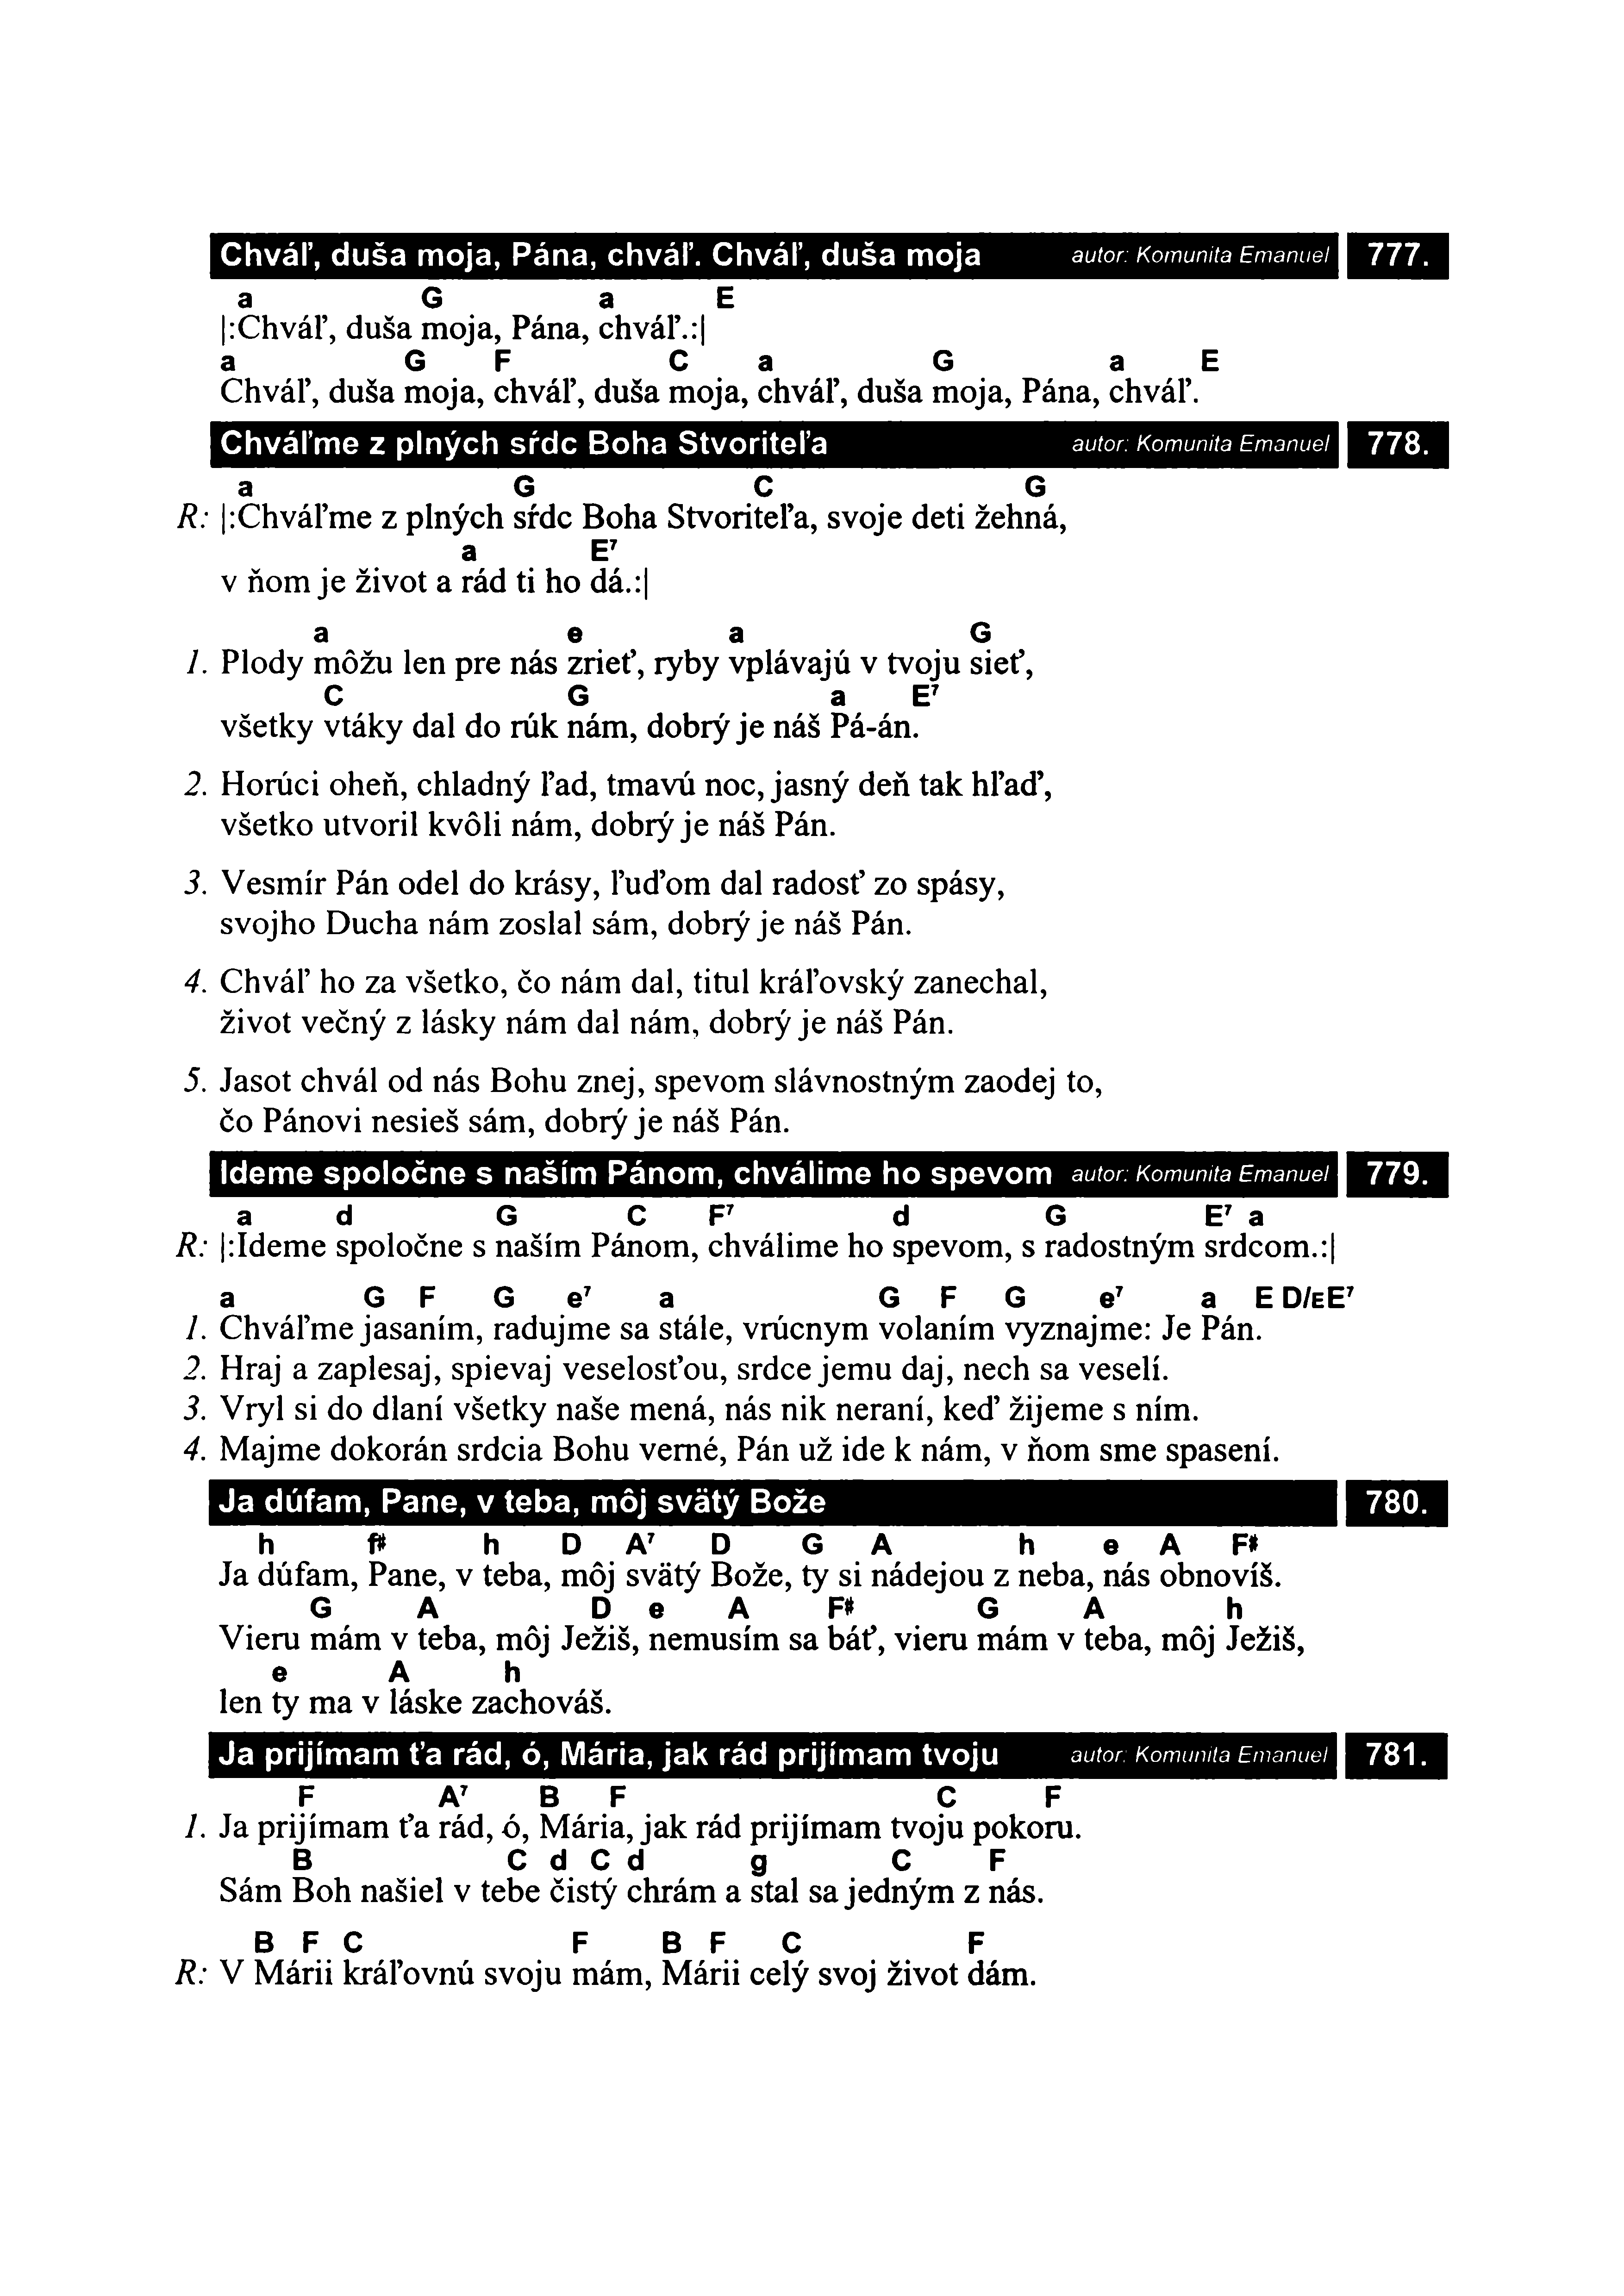 Chváľ, duša moja, Pána, chváľ. Chváľ, duša moja autor: Komunita Emanuel 777.
a G a E
|:Chváľ, duša moja, Pána, chváľ.:|
a G F C a G a E
Chváľ, duša moja, chváľ, duša moja, chváľ, duša moja, Pána, chváľ.
Chváľme z plných sŕdc Boha Stvoriteľa autor: Komunita Emanuel 778.
a G C G
R: |:Chváľme z plných sŕdc Boha Stvoriteľa, svoje deti žehná,
a E⁷
v ňom je život a rád ti ho dá.:|
a e a G
1. Plody môžu len pre nás zrieť, ryby vplávajú v tvoju sieť,
C G a E⁷
všetky vtáky dal do rúk nám, dobrý je náš Pá-án.
2. Horúci oheň, chladný ľad, tmavú noc, jasný deň tak hľaď,
všetko utvoril kvôli nám, dobrý je náš Pán.
3. Vesmír Pán odel do krásy, ľuďom dal radosť zo spásy,
svojho Ducha nám zoslal sám, dobrý je náš Pán.
4. Chváľ ho za všetko, čo nám dal, titul kráľovský zanechal,
život večný z lásky nám dal nám, dobrý je náš Pán.
5. Jasot chvál od nás Bohu znej, spevom slávnostným zaodej to,
čo Pánovi nesieš sám, dobrý je náš Pán.
Ideme spoločne s naším Pánom, chválime ho spevom autor: Komunita Emanuel 779.
a d G C F⁷ d G E⁷ a
R: |:Ideme spoločne s naším Pánom, chválime ho spevom, s radostným srdcom.:|
a G F G e⁷ a G F G e⁷ a E D/E E⁷
1. Chváľme jasaním, radujme sa stále, vrúcnym volaním vyznajme: Je Pán.
2. Hraj a zaplesaj, spievaj veselosťou, srdce jemu daj, nech sa veselí.
3. Vryl si do dlaní všetky naše mená, nás nik neraní, keď žijeme s ním.
4. Majme dokorán srdcia Bohu verné, Pán už ide k nám, v ňom sme spasení.
Ja dúfam, Pane, v teba, môj svätý Bože 780.
h f# h D A⁷ D G A h e A F#
Ja dúfam, Pane, v teba, môj svätý Bože, ty si nádejou z neba, nás obnovíš.
G A D e A F# G A h
Vieru mám v teba, môj Ježiš, nemusím sa báť, vieru mám v teba, môj Ježiš,
e A h
len ty ma v láske zachováš.
Ja prijímam ťa rád, ó, Mária, jak rád prijímam tvoju autor: Komunita Emanuel 781.
F A⁷ B F C F
1. Ja prijímam ťa rád, ó, Mária, jak rád prijímam tvoju pokoru.
B C d C d g C F
Sám Boh našiel v tebe čistý chrám a stal sa jedným z nás.
B F C F B F C F
R: V Márii kráľovnú svoju mám, Márii celý svoj život dám.